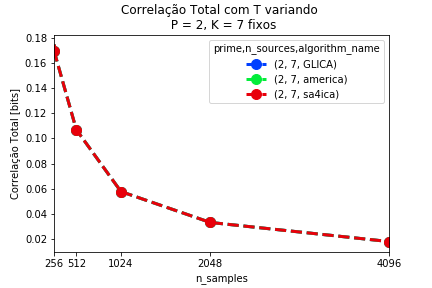 Correlação Total com T variando
P = 2, K = 7 fixos
prime,n_sources,algorithm_name
(2, 7, GLICA)
(2, 7, america)
(2, 7, sa4ica)
Correlação Total [bits]
0.18
0.16
0.14
0.12
0.10
0.08
0.06
0.04
0.02
256 512 1024 2048 4096
n_samples